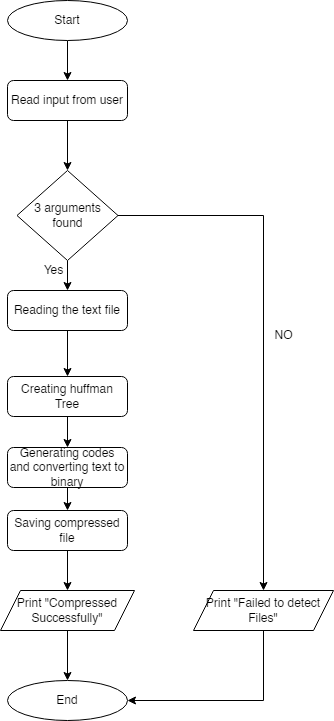 Start
Read input from user
3 arguments
found
Yes
Reading the text file
NO
Creating huffman
Tree
Generating codes
and converting text to
binary
Saving compressed
file
Print "Compressed
Successfully"
Print "Failed to detect
Files"
End